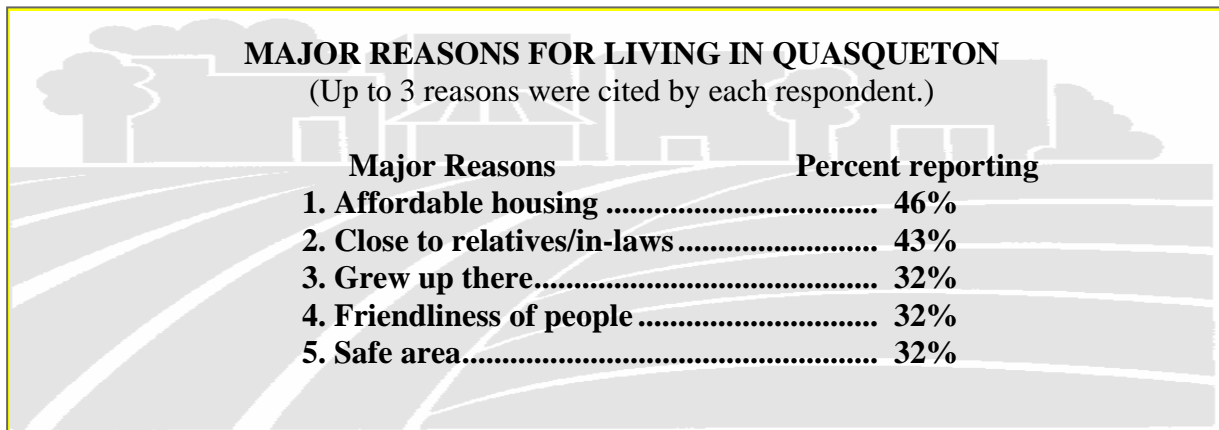 MAJOR REASONS FOR LIVING IN QUASQUETON
(Up to 3 reasons were cited by each respondent.)
Major Reasons Percent reporting
1. Affordable housing .................................. 46%
2. Close to relatives/in-laws ......................... 43%
3. Grew up there........................................... 32%
4. Friendliness of people .............................. 32%
5. Safe area.................................................... 32%